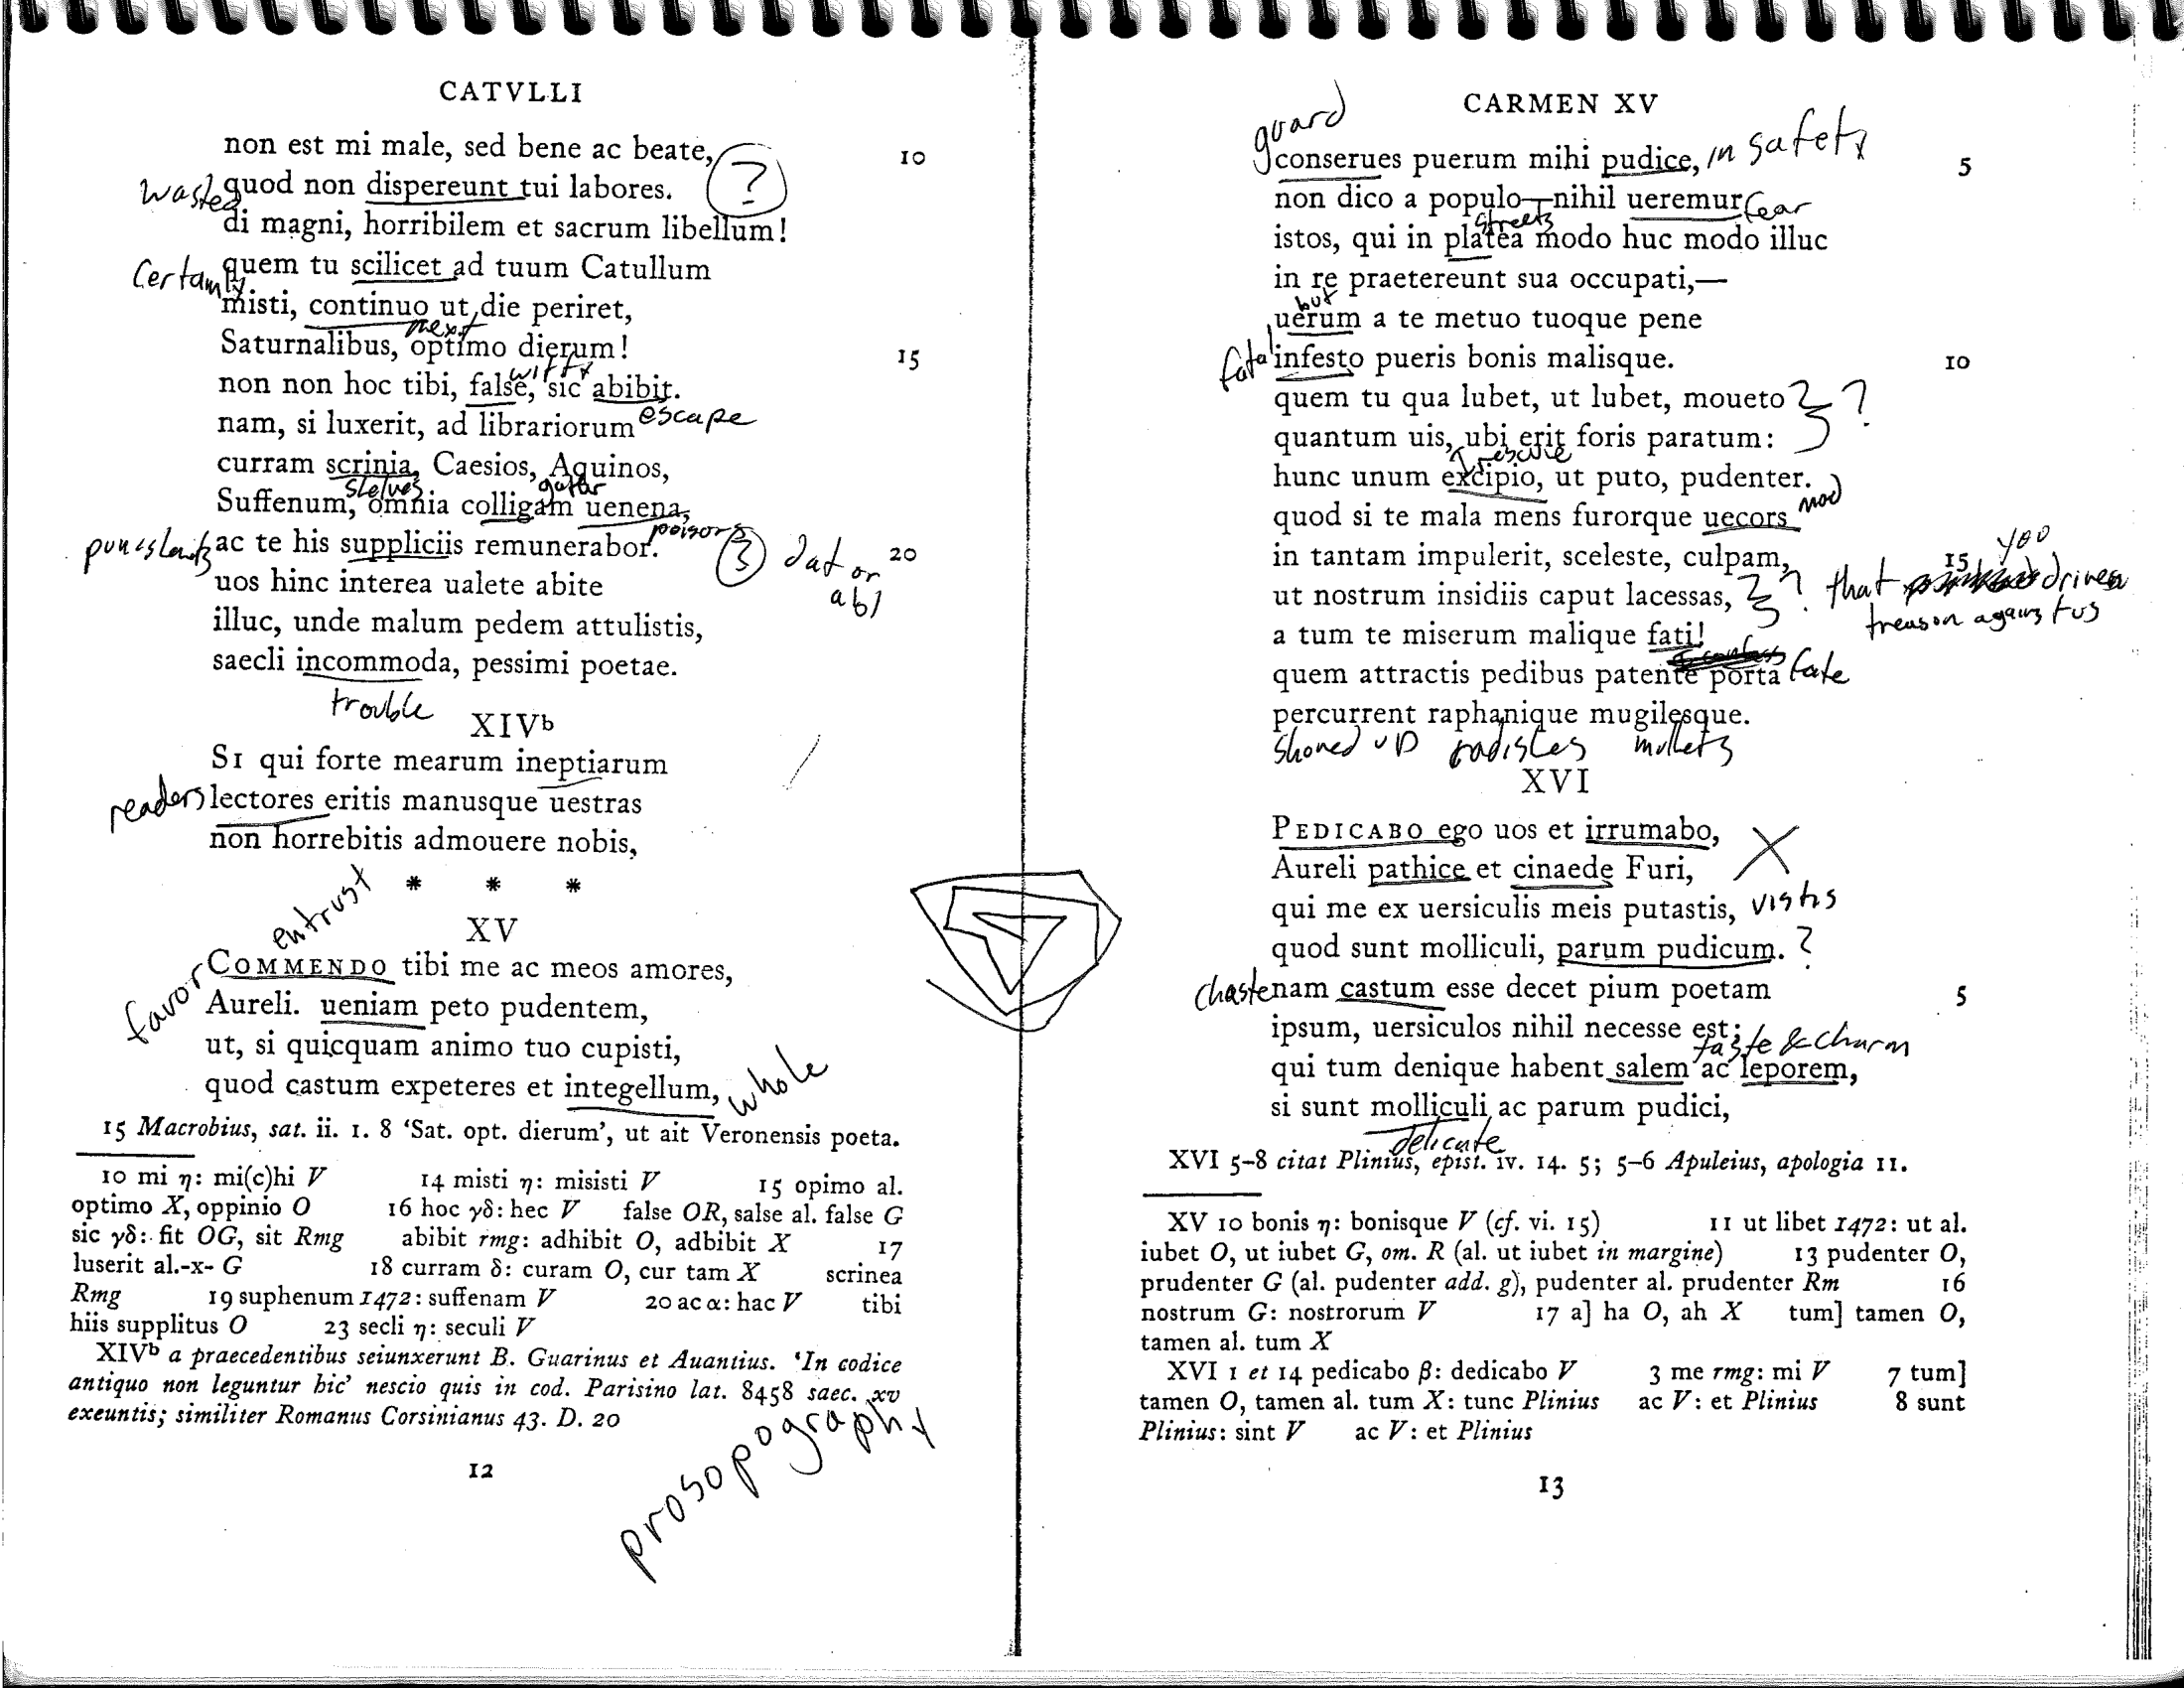 CATVLLI
non est mi male, sed bene ac beate,
wasted quod non dispereunt tui labores. ?
di magni, horribilem et sacrum libellum!
quem tu scilicet ad tuum Catullum
Certainly
misti, continuo ut die periret,
next
Saturnalibus, optimo dierum!
witty
non non hoc tibi, false, sic abibit.
escape
nam, si luxerit, ad librariorum
curram scrinia, Caesios, Aquinos,
shelves gather
Suffenum, omnia colligam uenena,
poisons
ac te his suppliciis remunerabor. dat or abl
uos hinc interea ualete abite
illuc, unde malum pedem attulistis,
saecli incommoda, pessimi poetae.
trouble
XIVᵇ
SI qui forte mearum ineptiarum
readers lectores eritis manusque uestras
non horrebitis admouere nobis,
* * *
entrust
XV
COMMENDO tibi me ac meos amores,
favor Aureli. ueniam peto pudentem,
ut, si quicquam animo tuo cupisti,
quod castum expeteres et integellum, whole
15 Macrobius, sat. ii. 1. 8 ‘Sat. opt. dierum’, ut ait Veronensis poeta.
10 mi η: mi(c)hi V 14 misti η: misisti V 15 opimo al.
optimo X, oppinio O 16 hoc γδ: hec V false OR, salse al. false G
sic γδ: fit OG, sit Rmg abibit rmg: adhibit O, adbibit X 17
luserit al.-x- G 18 curram δ: curam O, cur tam X scrinea
Rmg 19 suphenum 1472: suffenam V 20 ac α: hac V tibi
hiis supplitus O 23 secli η: seculi V
XIVᵇ a praecedentibus seiunxerunt B. Guarinus et Auantius. ‘In codice
antiquo non leguntur hic’ nescio quis in cod. Parisino lat. 8458 saec. xv
exeuntis; similiter Romanus Corsinianus 43. D. 20
prosopography
12
CARMEN XV
guard
conserues puerum mihi pudice, in safety 5
non dico a populo—nihil ueremur fear
streets
istos, qui in platea modo huc modo illuc
in re praetereunt sua occupati,—
but
uerum a te metuo tuoque pene
fatal infesto pueris bonis malisque. 10
quem tu qua lubet, ut lubet, moueto ?
quantum uis, ubi erit foris paratum:
rescue
hunc unum excipio, ut puto, pudenter.
quod si te mala mens furorque uecors mad
in tantam impulerit, sceleste, culpam, 15
you
ut nostrum insidiis caput lacessas, ? that drives
treason against us
a tum te miserum malique fati!
fate
quem attractis pedibus patente porta
percurrent raphanique mugilesque.
shoved up radishes mullets
XVI
PEDICABO ego uos et irrumabo, X
Aureli pathice et cinaede Furi,
qui me ex uersiculis meis putastis,
quod sunt molliculi, parum pudicum. ?
chaste nam castum esse decet pium poetam 5
ipsum, uersiculos nihil necesse est;
taste & charm
qui tum denique habent salem ac leporem,
si sunt molliculi ac parum pudici,
delicate
XVI 5–8 citat Plinius, epist. iv. 14. 5; 5–6 Apuleius, apologia 11.
XV 10 bonis η: bonisque V (cf. vi. 15) 11 ut libet 1472: ut al.
iubet O, ut iubet G, om. R (al. ut iubet in margine) 13 pudenter O,
prudenter G (al. pudenter add. g), pudenter al. prudenter Rm 16
nostrum G: nostrorum V 17 a] ha O, ah X tum] tamen O,
tamen al. tum X
XVI 1 et 14 pedicabo β: dedicabo V 3 me rmg: mi V 7 tum]
tamen O, tamen al. tum X: tunc Plinius ac V: et Plinius 8 sunt
Plinius: sint V ac V: et Plinius
13